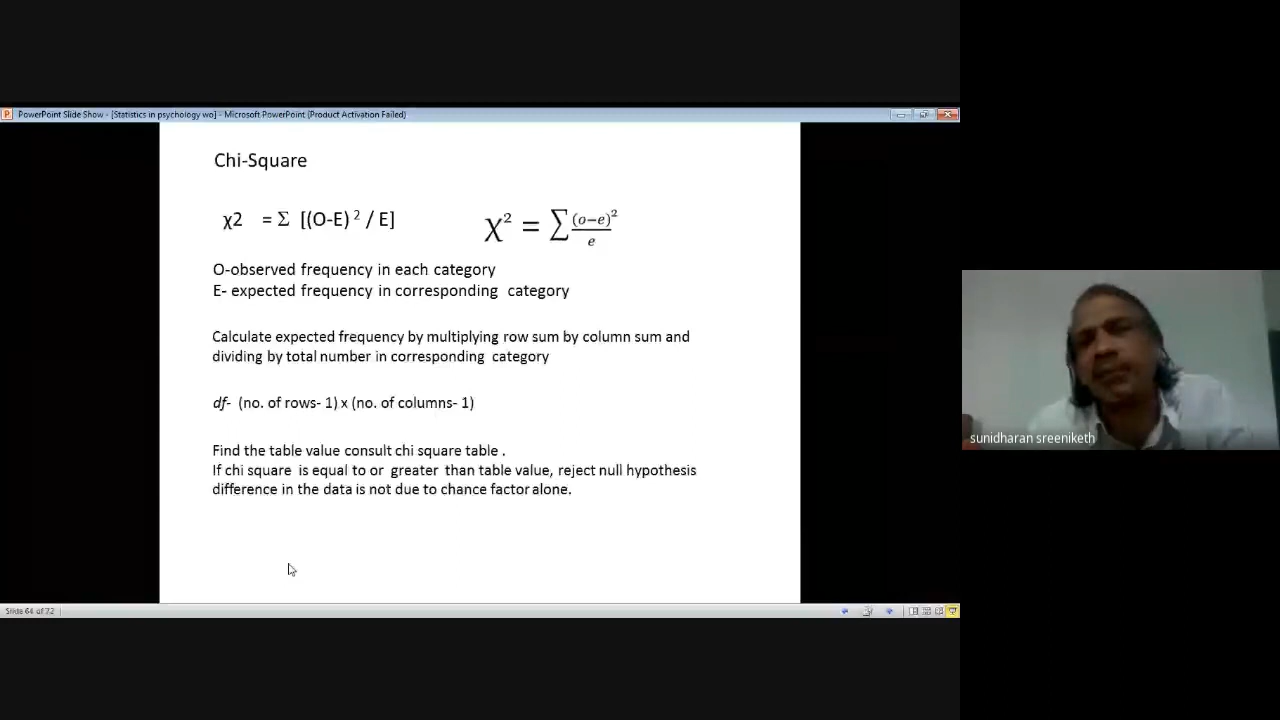 PowerPoint Slide Show - [Statistics in psychology wo] - Microsoft PowerPoint (Product Activation Failed)
Chi-Square
χ2 = Σ [(O-E) ² / E]
χ² = ∑ (o−e)² / e
O-observed frequency in each category
E- expected frequency in corresponding category
Calculate expected frequency by multiplying row sum by column sum and
dividing by total number in corresponding category
df- (no. of rows- 1) x (no. of columns- 1)
Find the table value consult chi square table .
If chi square is equal to or greater than table value, reject null hypothesis
difference in the data is not due to chance factor alone.
sunidharan sreeniketh
Slide 64 of 72